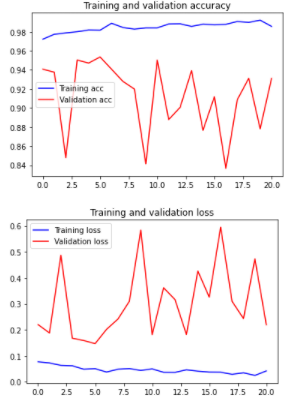 Training and validation accuracy
0.98
0.96
0.94
0.92
0.90
0.88
0.86
0.84
Training acc
Validation acc
0.0 2.5 5.0 7.5 10.0 12.5 15.0 17.5 20.0
Training and validation loss
0.6
0.5
0.4
0.3
0.2
0.1
0.0
Training loss
Validation loss
0.0 2.5 5.0 7.5 10.0 12.5 15.0 17.5 20.0